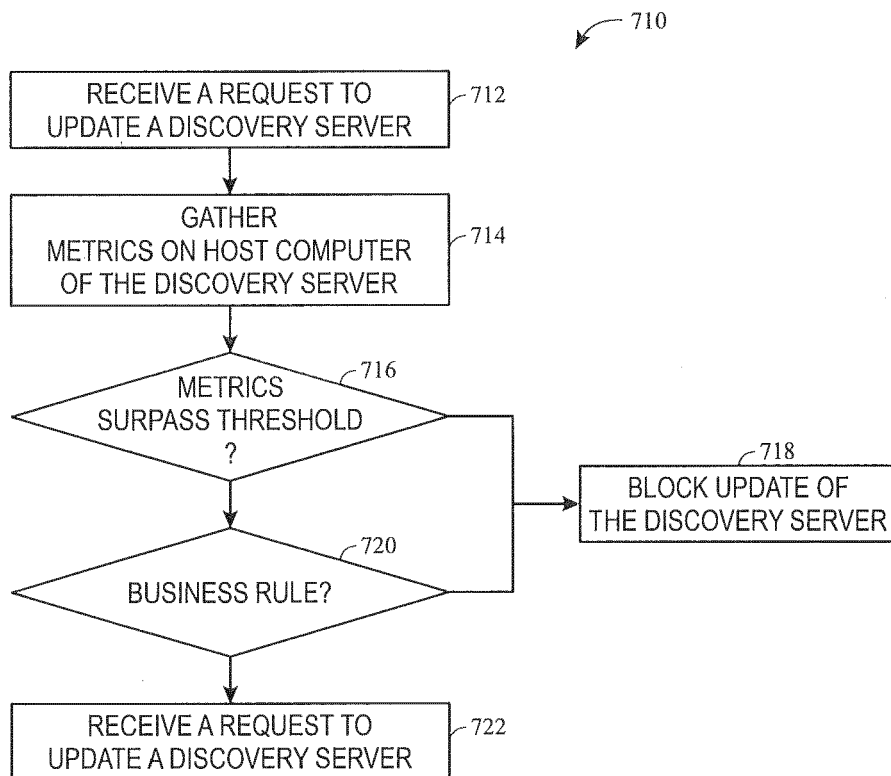 710
RECEIVE A REQUEST TO
UPDATE A DISCOVERY SERVER
712
GATHER
METRICS ON HOST COMPUTER
OF THE DISCOVERY SERVER
714
METRICS
SURPASS THRESHOLD
?
716
BLOCK UPDATE OF
THE DISCOVERY SERVER
718
BUSINESS RULE?
720
RECEIVE A REQUEST TO
UPDATE A DISCOVERY SERVER
722